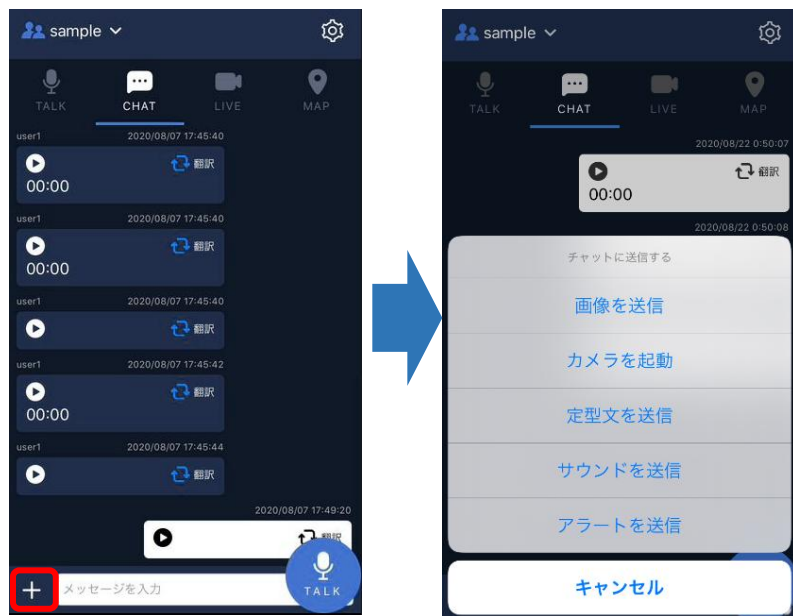 sample
TALK CHAT LIVE MAP
user1 2020/08/07 17:45:40
翻訳
00:00
user1 2020/08/07 17:45:40
翻訳
00:00
user1 2020/08/07 17:45:40
翻訳
user1 2020/08/07 17:45:42
翻訳
00:00
user1 2020/08/07 17:45:44
翻訳
2020/08/07 17:49:20
翻訳
メッセージを入力
TALK
sample
TALK CHAT LIVE MAP
2020/08/22 0:50:07
翻訳
00:00
2020/08/22 0:50:08
チャットに送信する
画像を送信
カメラを起動
定型文を送信
サウンドを送信
アラートを送信
キャンセル